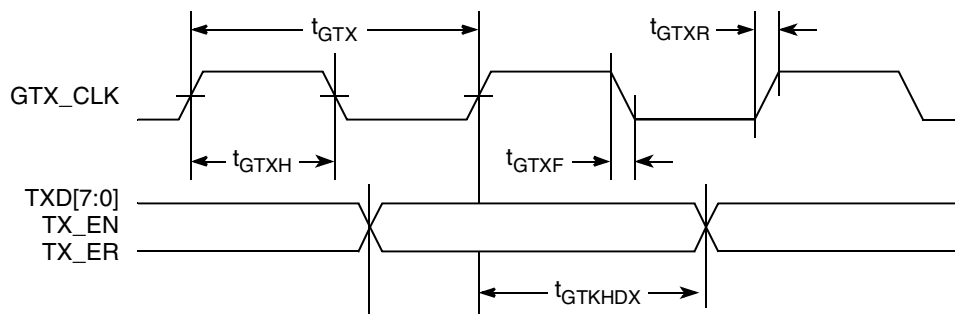 tGTX
tGTXR
GTX_CLK
tGTXH
tGTXF
TXD[7:0]
TX_EN
TX_ER
tGTKHDX